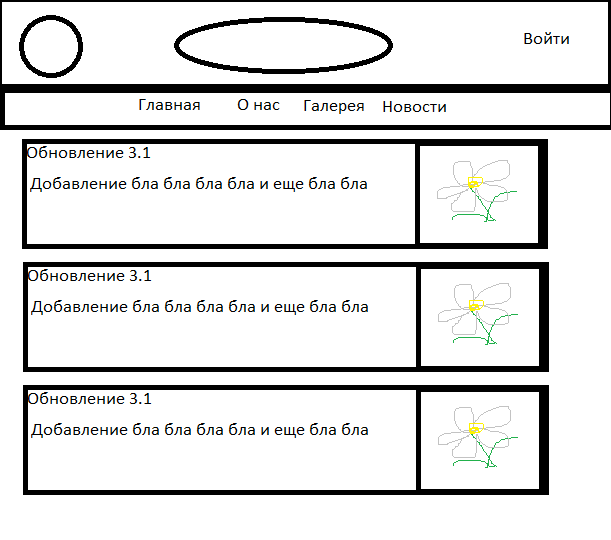 Войти
Главная О нас Галерея Новости
Обновление 3.1
Добавление бла бла бла бла и еще бла бла
Обновление 3.1
Добавление бла бла бла бла и еще бла бла
Обновление 3.1
Добавление бла бла бла бла и еще бла бла